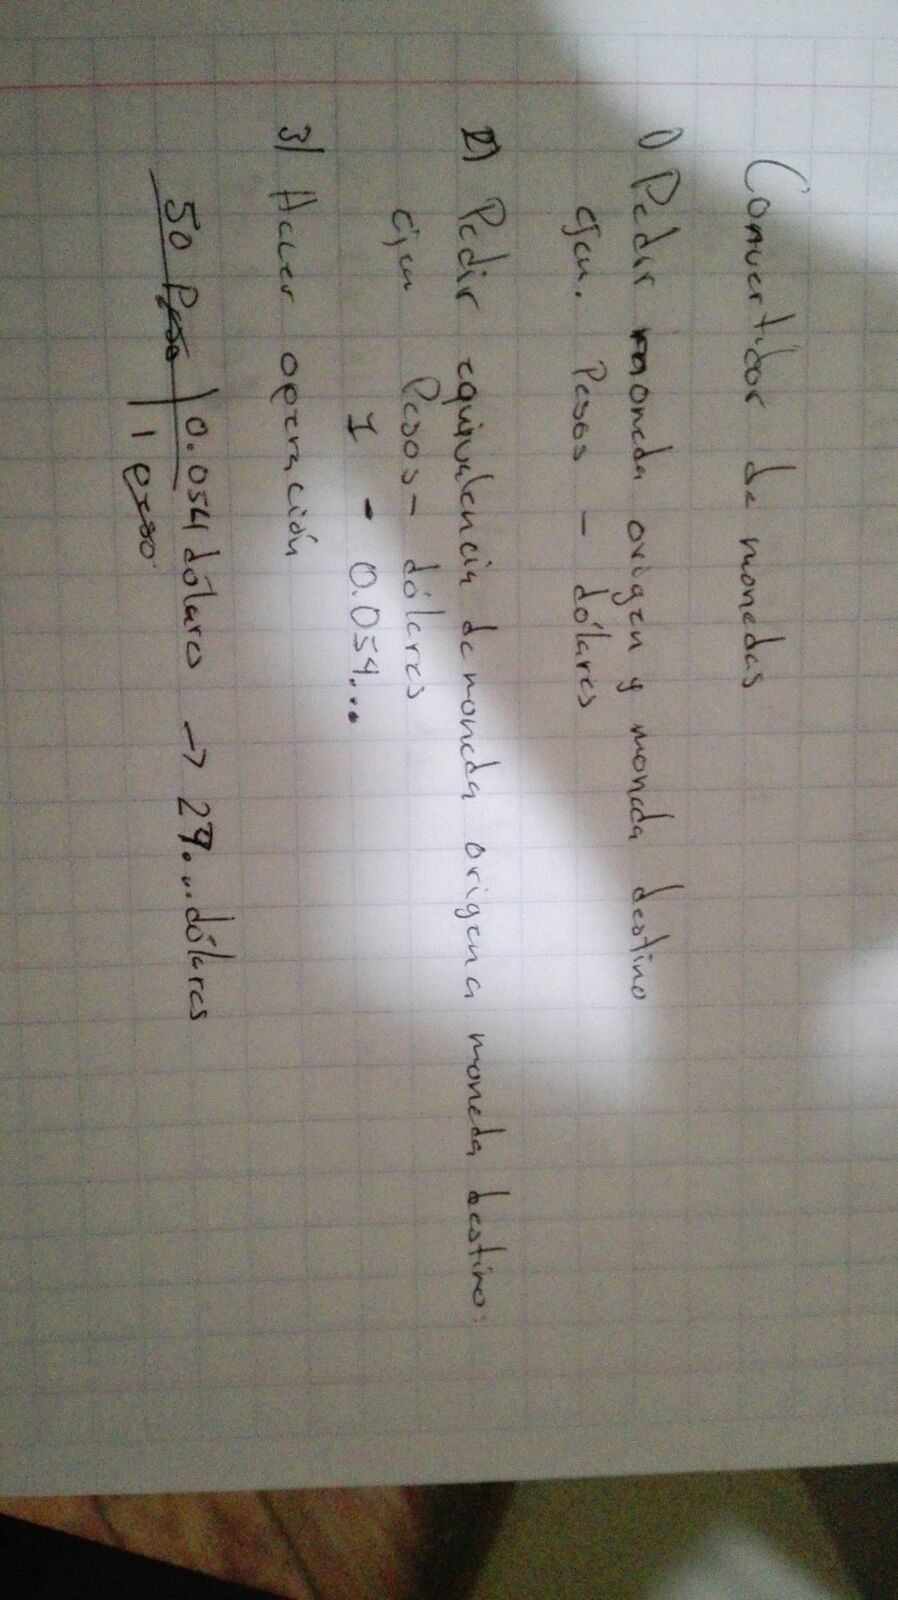 Convertidor de monedas
1) Pedir moneda origen y moneda destino
ejem. Pesos - dólares
2) Pedir equivalencia de moneda origen a moneda destino:
ejem Pesos - dólares
1 - 0.054...
3) Hacer operación
50 Peso | 0.054 dólares → 27... dólares
1 peso